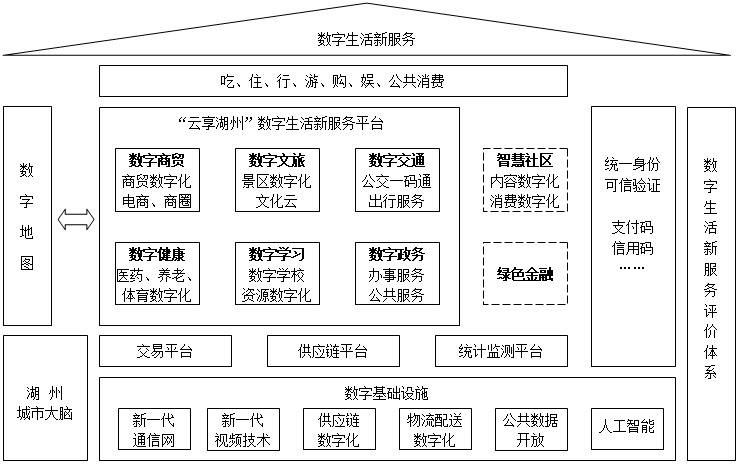 数字生活新服务
吃、住、行、游、购、娱、公共消费
数字地图
“云享湖州”数字生活新服务平台
数字商贸
商贸数字化
电商、商圈
数字文旅
景区数字化
文化云
数字交通
公交一码通
出行服务
智慧社区
内容数字化
消费数字化
数字健康
医药、养老、
体育数字化
数字学习
数字学校
资源数字化
数字政务
办事服务
公共服务
绿色金融
统一身份
可信验证
支付码
信用码
……
数字生活新服务评价体系
交易平台
供应链平台
统计监测平台
湖 州
城市大脑
数字基础设施
新一代
通信网
新一代
视频技术
供应链
数字化
物流配送
数字化
公共数据
开放
人工智能